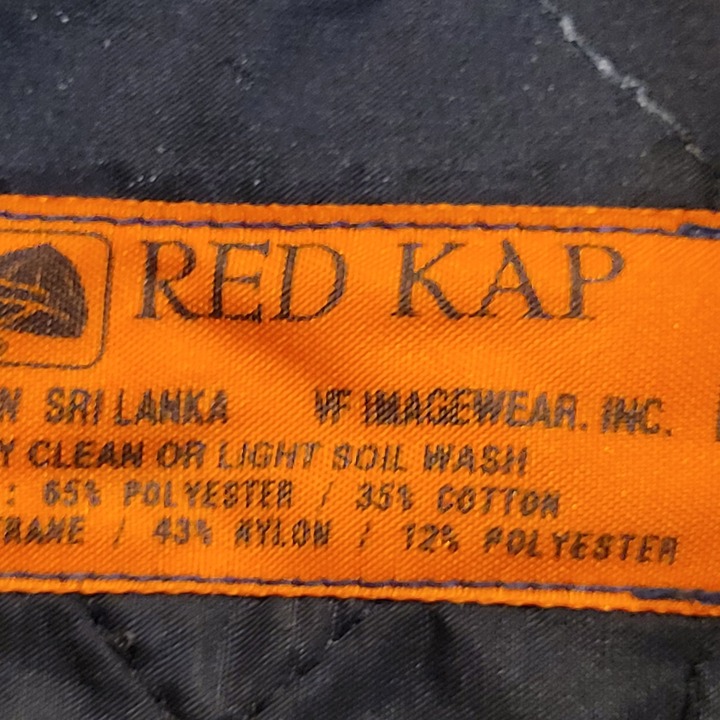 RED KAP
N SRI LANKA VF IMAGEWEAR. INC.
Y CLEAN OR LIGHT SOIL WASH
: 65% POLYESTER / 35% COTTON
THANE / 43% NYLON / 12% POLYESTER